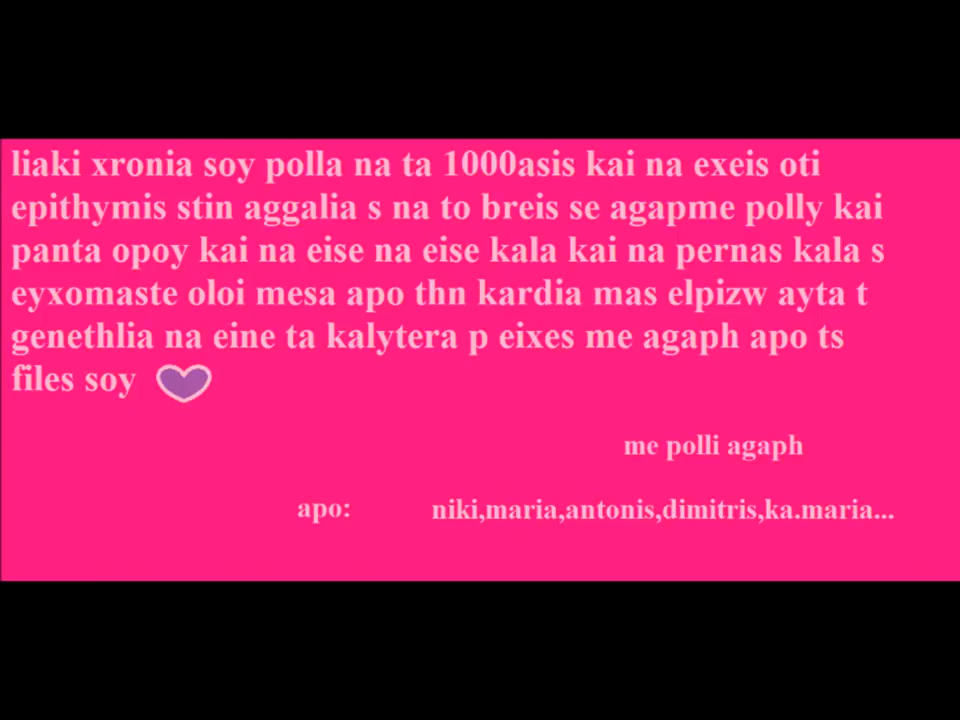 liaki xronia soy polla na ta 1000asis kai na exeis oti
epithymis stin aggalia s na to breis se agapme polly kai
panta opoy kai na eise na eise kala kai na pernas kala s
eyxomaste oloi mesa apo thn kardia mas elpizw ayta t
genethlia na eine ta kalytera p eixes me agaph apo ts
files soy
me polli agaph
apo: niki,maria,antonis,dimitris,ka.maria...